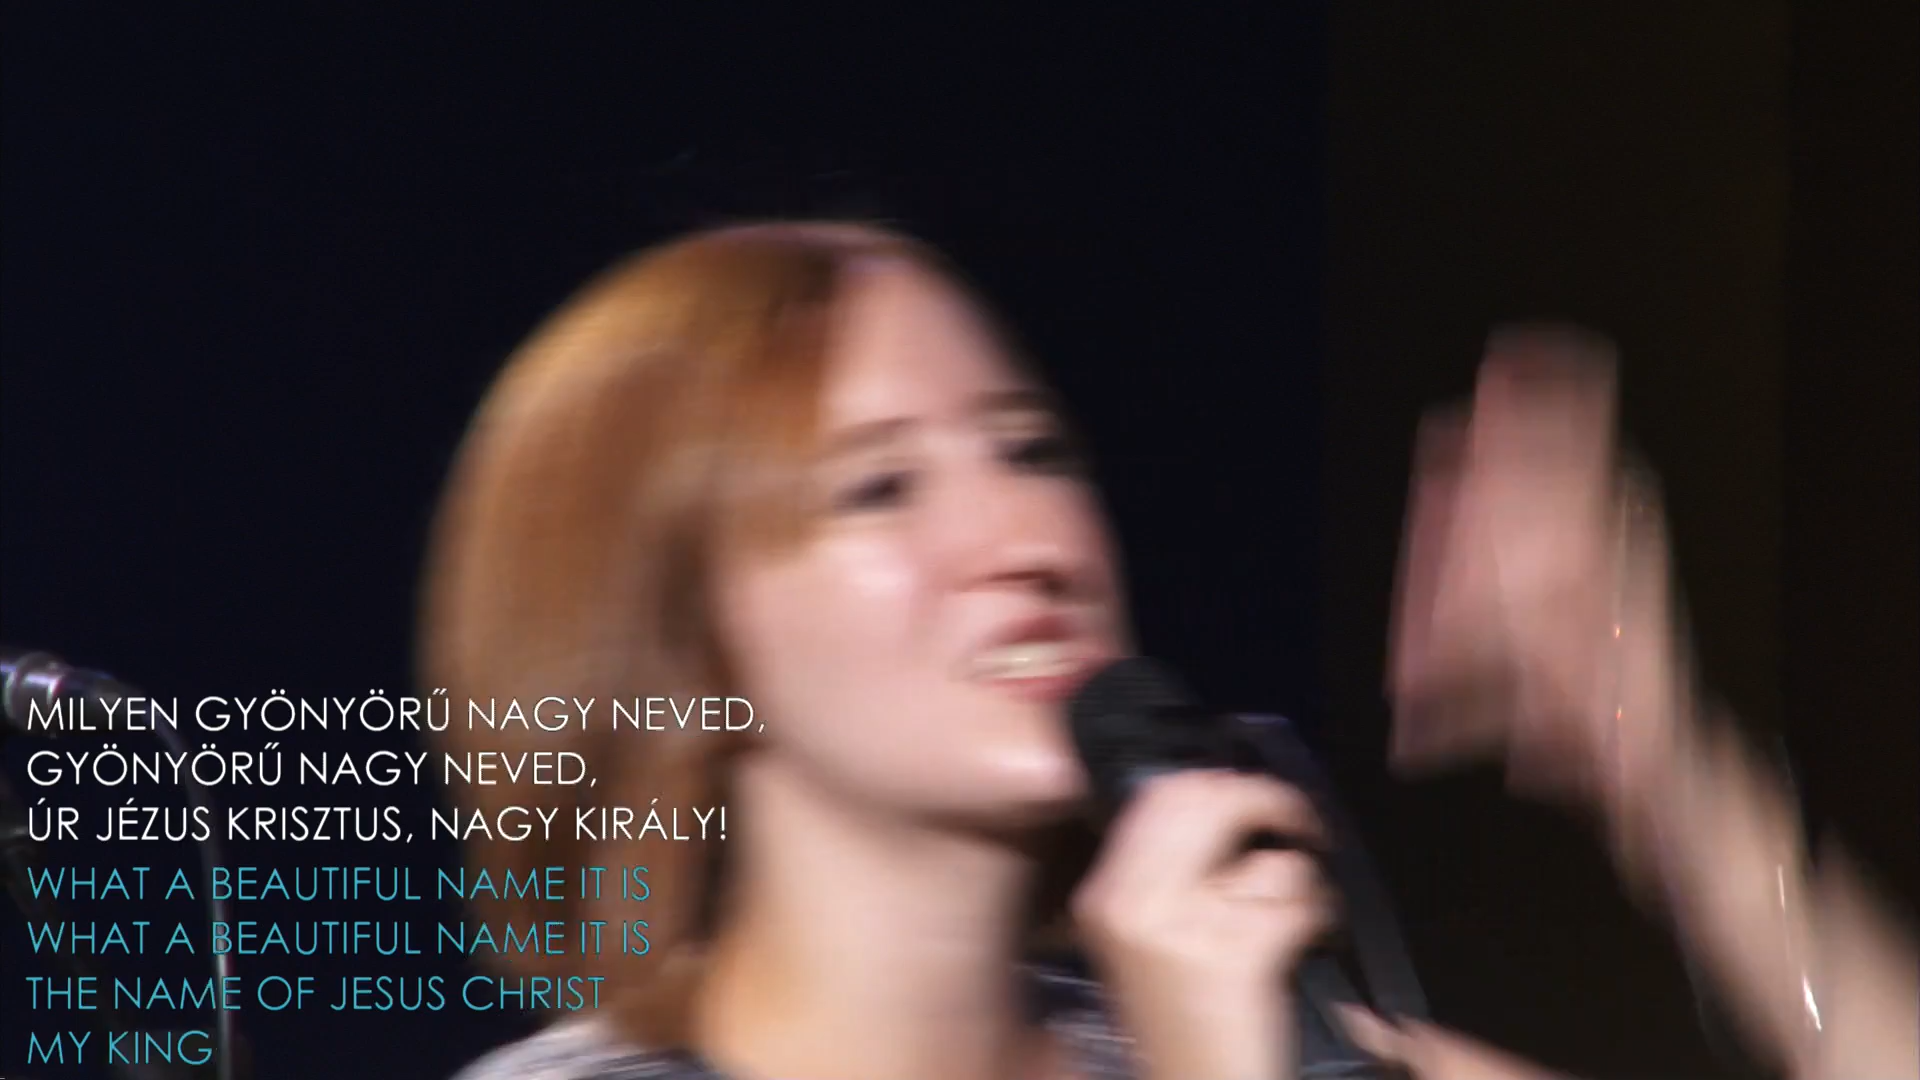 MILYEN GYÖNYÖRŰ NAGY NEVED,
GYÖNYÖRŰ NAGY NEVED,
ÚR JÉZUS KRISZTUS, NAGY KIRÁLY!
WHAT A BEAUTIFUL NAME IT IS
WHAT A BEAUTIFUL NAME IT IS
THE NAME OF JESUS CHRIST
MY KING